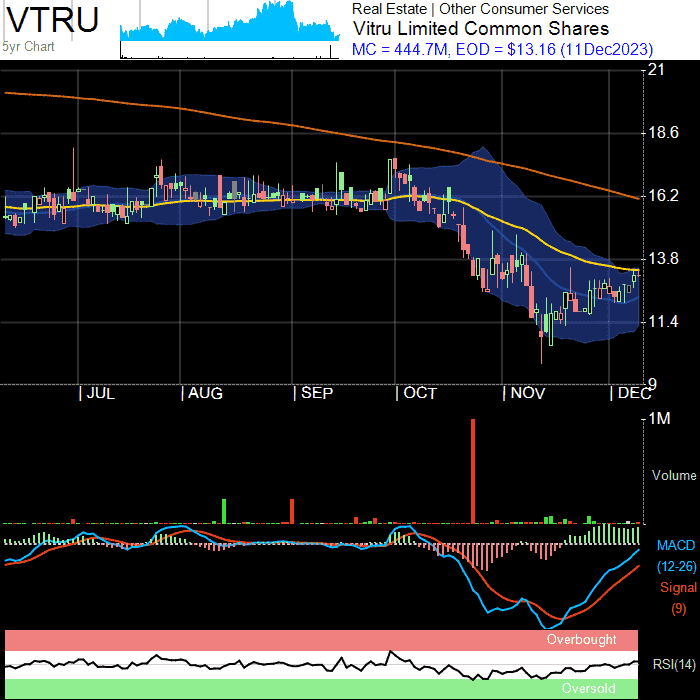 VTRU
5yr Chart
Real Estate | Other Consumer Services
Vitru Limited Common Shares
MC = 444.7M, EOD = $13.16 (11Dec2023)
21
18.6
16.2
13.8
11.4
9
JUL
AUG
SEP
OCT
NOV
DEC
1M
Volume
MACD
(12-26)
Signal
(9)
Overbought
RSI(14)
Oversold